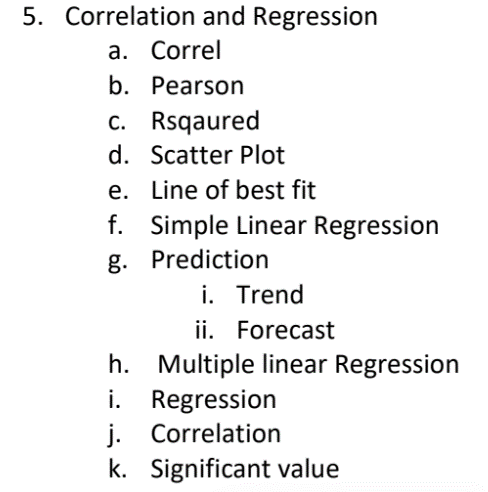 5. Correlation and Regression
a. Correl
b. Pearson
c. Rsqaured
d. Scatter Plot
e. Line of best fit
f. Simple Linear Regression
g. Prediction
i. Trend
ii. Forecast
h. Multiple linear Regression
i. Regression
j. Correlation
k. Significant value